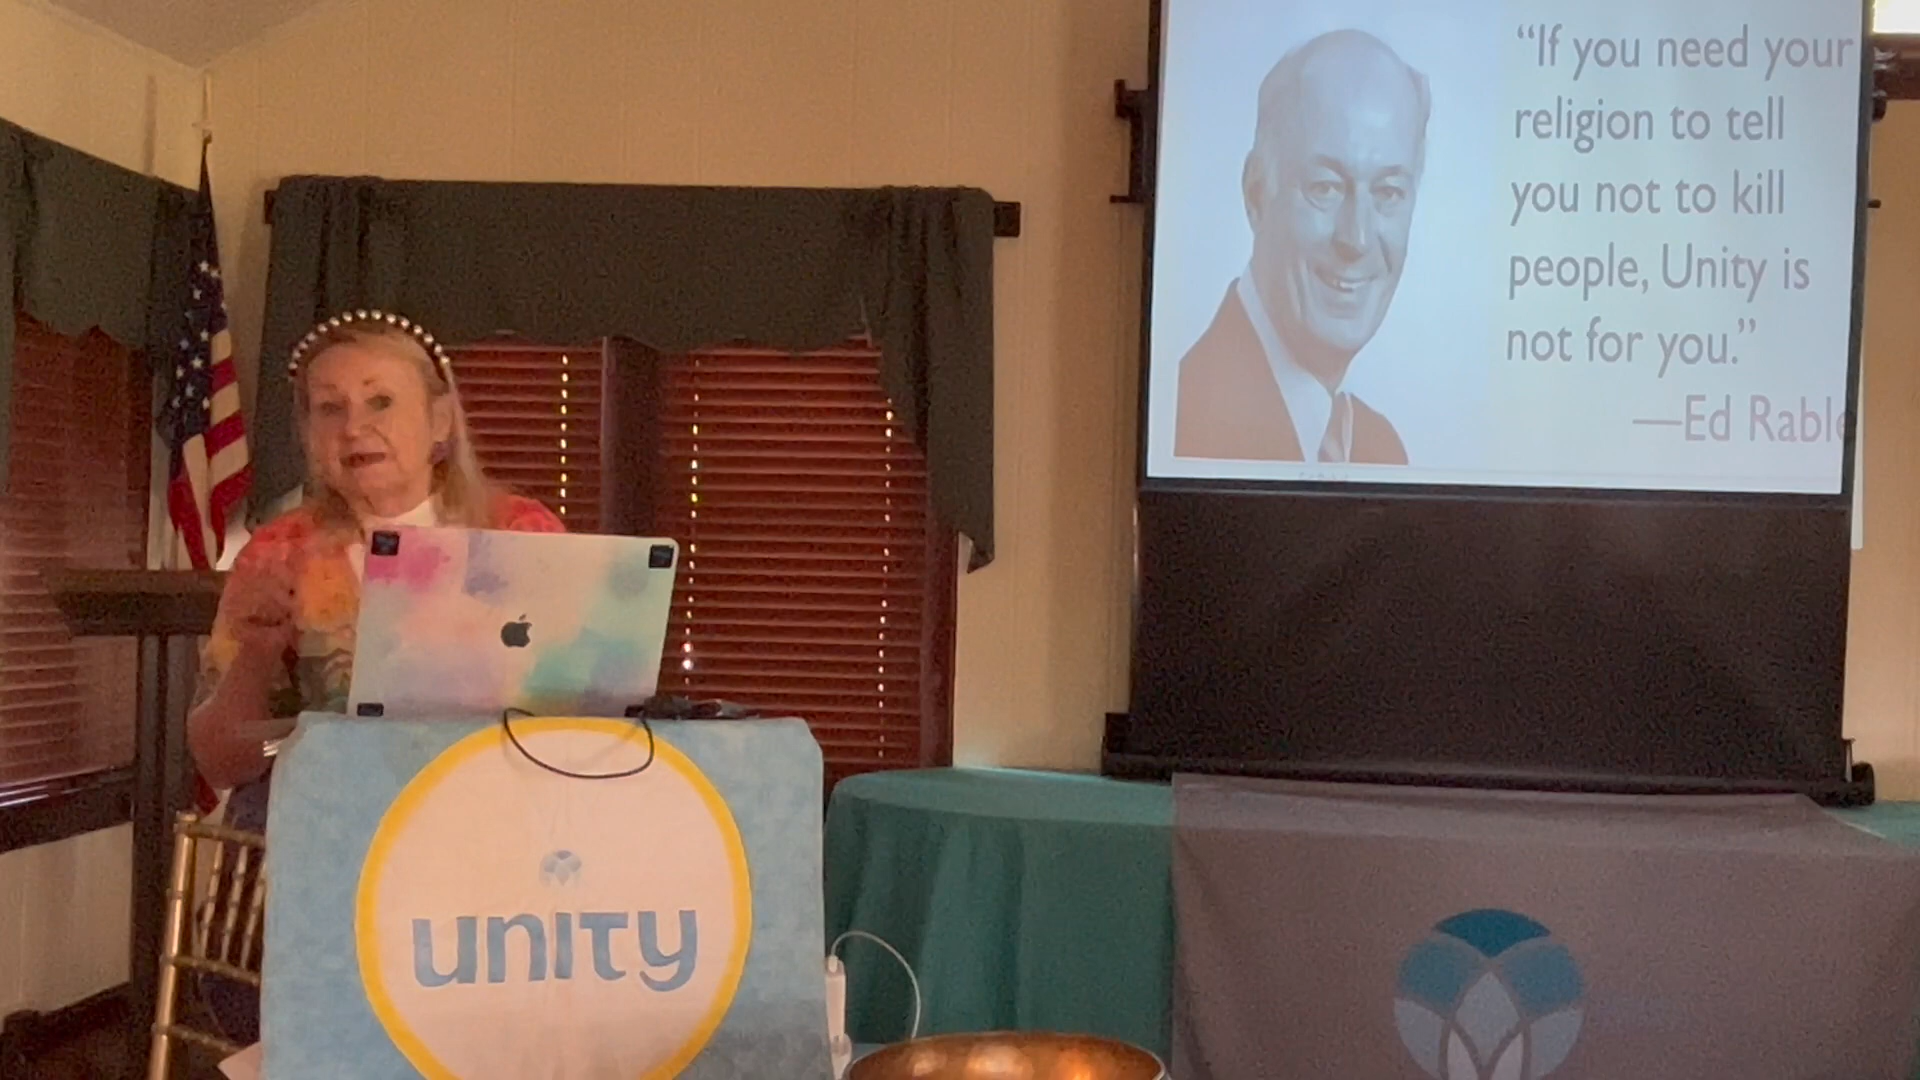 “If you need your
religion to tell
you not to kill
people, Unity is
not for you.”
—Ed Rable
unity